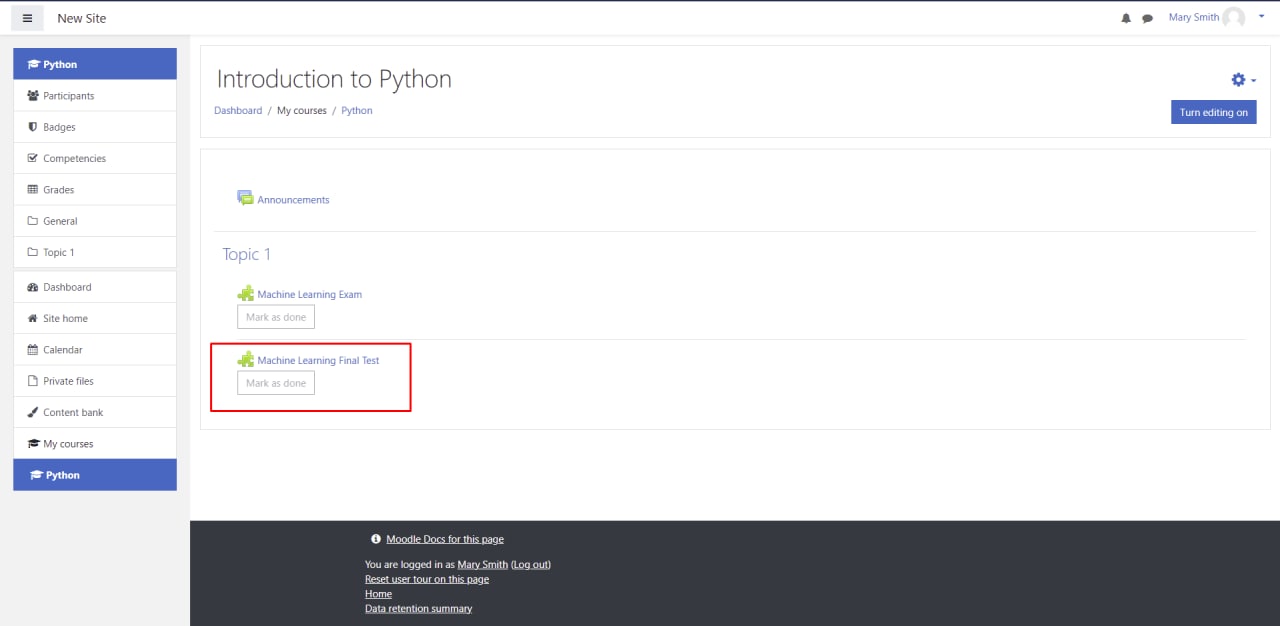 New Site
Mary Smith
Python
Participants
Badges
Competencies
Grades
General
Topic 1
Dashboard
Site home
Calendar
Private files
Content bank
My courses
Python
Introduction to Python
Dashboard / My courses / Python
Turn editing on
Announcements
Topic 1
Machine Learning Exam
Mark as done
Machine Learning Final Test
Mark as done
Moodle Docs for this page
You are logged in as Mary Smith (Log out)
Reset user tour on this page
Home
Data retention summary